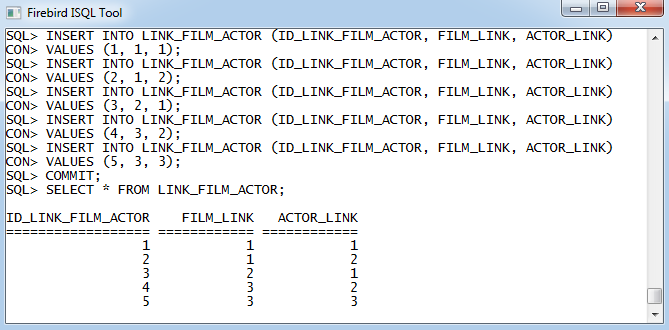 Firebird ISQL Tool
SQL> INSERT INTO LINK_FILM_ACTOR (ID_LINK_FILM_ACTOR, FILM_LINK, ACTOR_LINK)
CON> VALUES (1, 1, 1);
SQL> INSERT INTO LINK_FILM_ACTOR (ID_LINK_FILM_ACTOR, FILM_LINK, ACTOR_LINK)
CON> VALUES (2, 1, 2);
SQL> INSERT INTO LINK_FILM_ACTOR (ID_LINK_FILM_ACTOR, FILM_LINK, ACTOR_LINK)
CON> VALUES (3, 2, 1);
SQL> INSERT INTO LINK_FILM_ACTOR (ID_LINK_FILM_ACTOR, FILM_LINK, ACTOR_LINK)
CON> VALUES (4, 3, 2);
SQL> INSERT INTO LINK_FILM_ACTOR (ID_LINK_FILM_ACTOR, FILM_LINK, ACTOR_LINK)
CON> VALUES (5, 3, 3);
SQL> COMMIT;
SQL> SELECT * FROM LINK_FILM_ACTOR;
ID_LINK_FILM_ACTOR    FILM_LINK   ACTOR_LINK
================== ============ ============
                 1            1            1
                 2            1            2
                 3            2            1
                 4            3            2
                 5            3            3